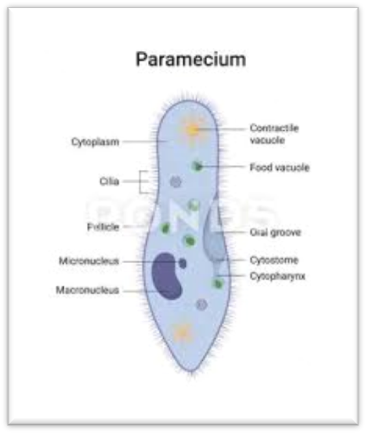 Paramecium
Cytoplasm
Cilia
Pellicle
Micronucleus
Macronucleus
Contractile
vacuole
Food vacuole
Oral groove
Cytostome
Cytopharynx